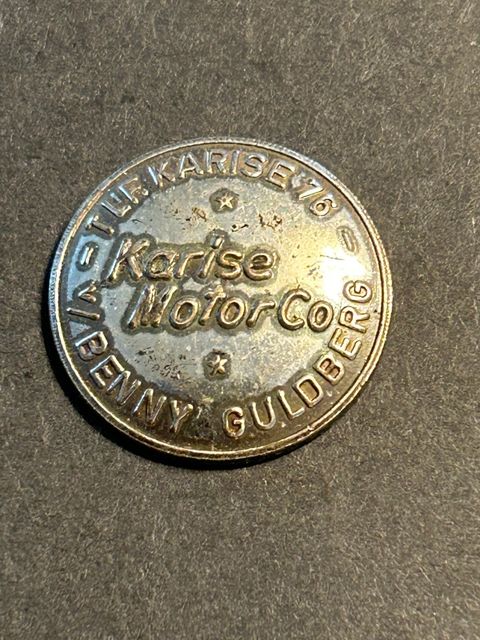 TLF. KARISE 76
Karise
Motor Co
V/ BENNY GULDBERG